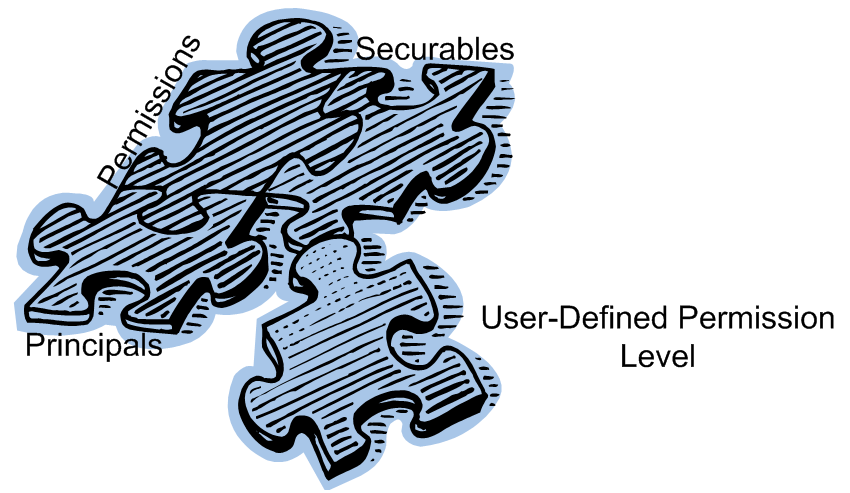 Securables
Permissions
Principals
User-Defined Permission
Level